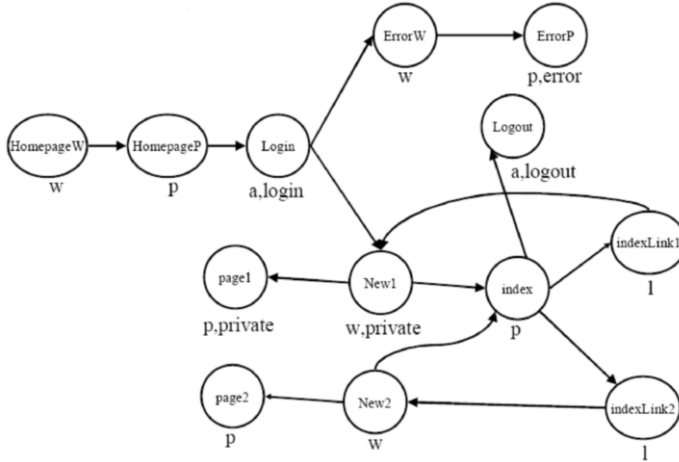 ErrorW
w
ErrorP
p,error
HomepageW
w
HomepageP
p
Login
a,login
Logout
a,logout
page1
p,private
New1
w,private
index
p
indexLink1
l
page2
p
New2
w
indexLink2
l